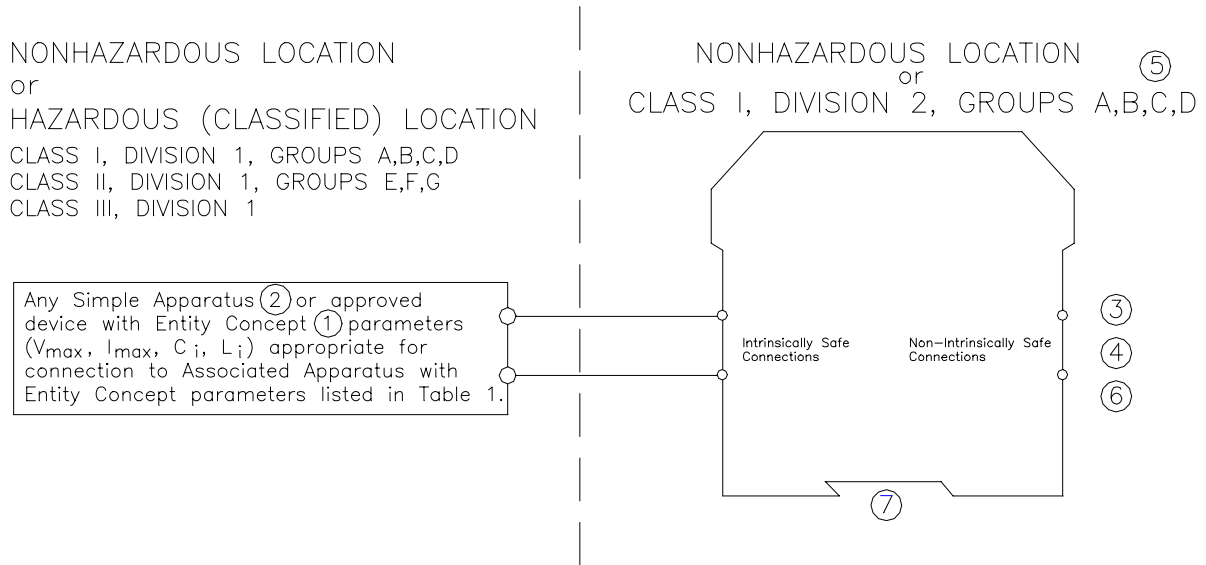 NONHAZARDOUS LOCATION
or
HAZARDOUS (CLASSIFIED) LOCATION
CLASS I, DIVISION 1, GROUPS A,B,C,D
CLASS II, DIVISION 1, GROUPS E,F,G
CLASS III, DIVISION 1
NONHAZARDOUS LOCATION
or
5
CLASS I, DIVISION 2, GROUPS A,B,C,D
Any Simple Apparatus 2 or approved
device with Entity Concept 1 parameters
(Vmax, Imax, Ci, Li) appropriate for
connection to Associated Apparatus with
Entity Concept parameters listed in Table 1.
Intrinsically Safe
Connections
Non-Intrinsically Safe
Connections
3
4
6
7